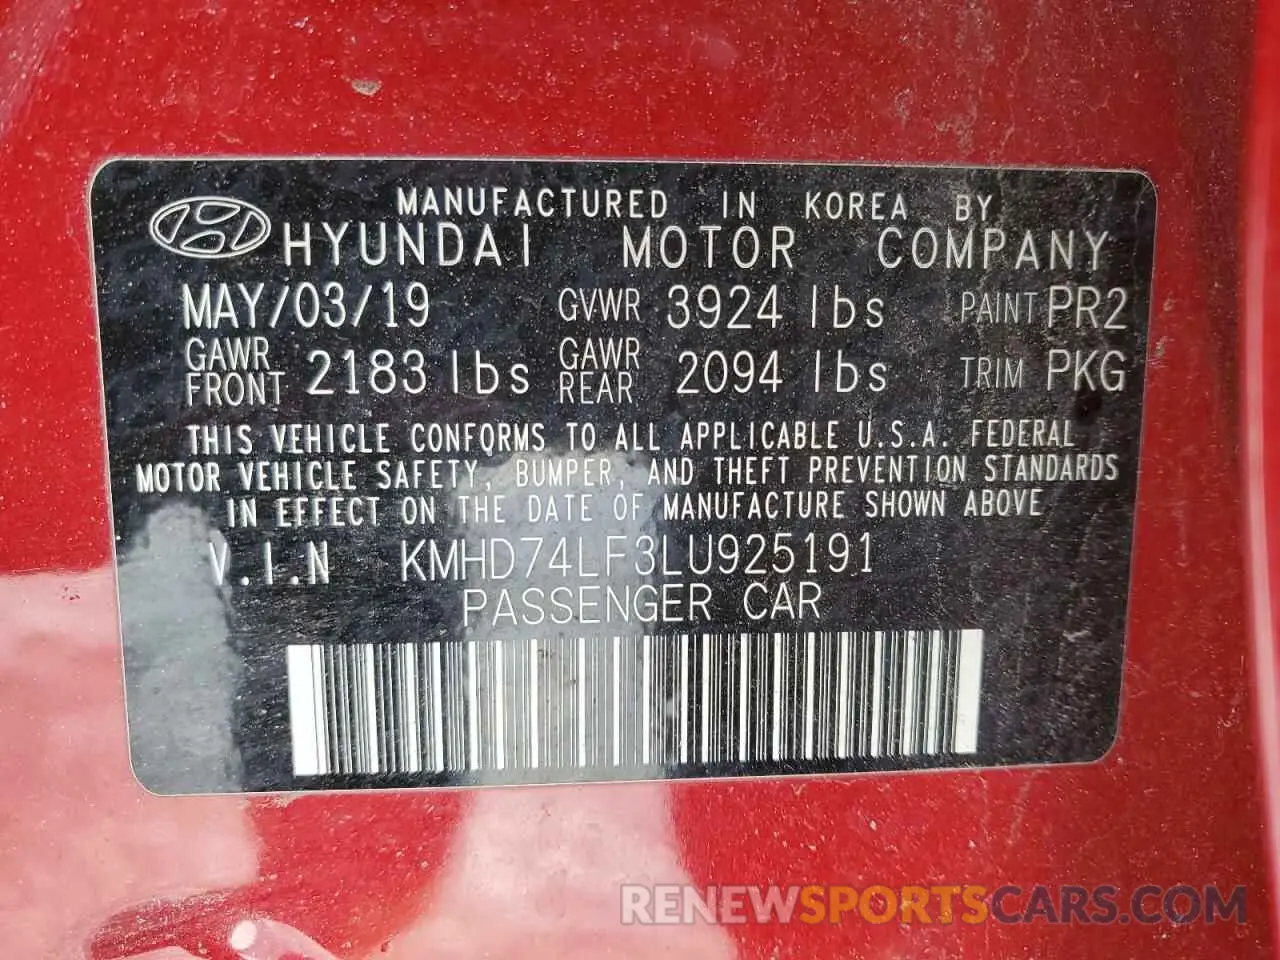 MANUFACTURED IN KOREA BY
HYUNDAI MOTOR COMPANY
MAY/03/19 GVWR 3924 lbs PAINT PR2
GAWR FRONT 2183 lbs GAWR REAR 2094 lbs TRIM PKG
THIS VEHICLE CONFORMS TO ALL APPLICABLE U.S.A. FEDERAL
MOTOR VEHICLE SAFETY, BUMPER, AND THEFT PREVENTION STANDARDS
IN EFFECT ON THE DATE OF MANUFACTURE SHOWN ABOVE
V.I.N KMHD74LF3LU925191
PASSENGER CAR
RENEWSPORTSCARS.COM